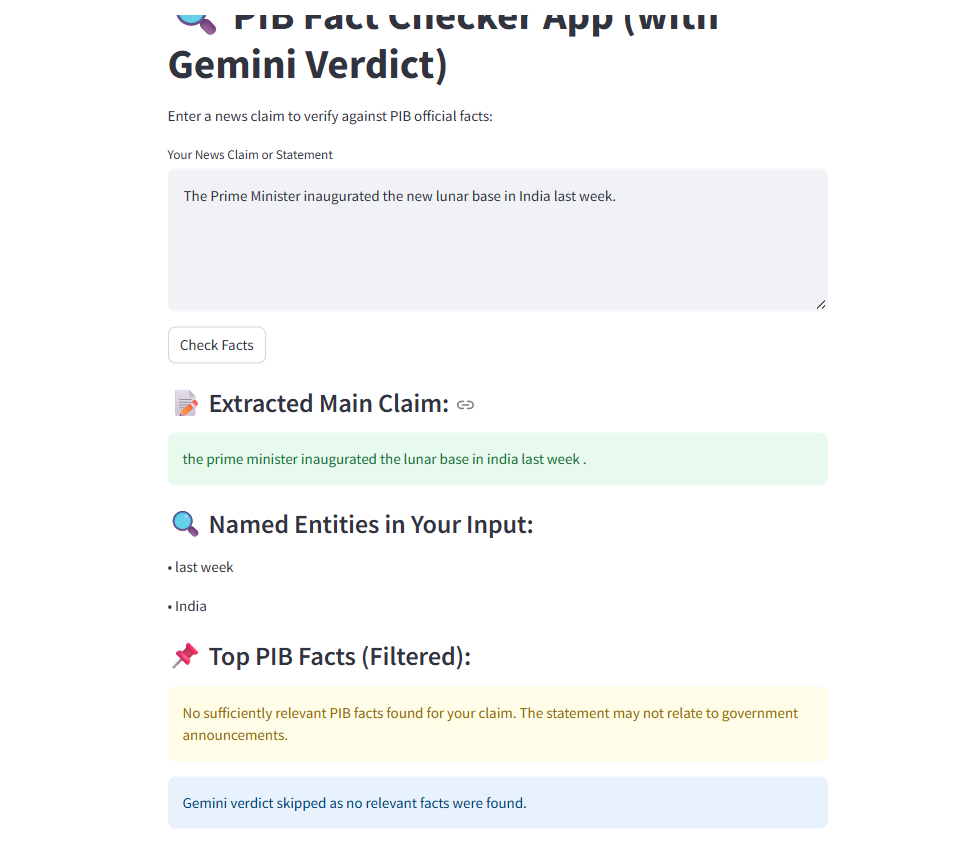 PIB Fact Checker App (with
Gemini Verdict)
Enter a news claim to verify against PIB official facts:
Your News Claim or Statement
The Prime Minister inaugurated the new lunar base in India last week.
Check Facts
Extracted Main Claim:
the prime minister inaugurated the lunar base in india last week .
Named Entities in Your Input:
• last week
• India
Top PIB Facts (Filtered):
No sufficiently relevant PIB facts found for your claim. The statement may not relate to government
announcements.
Gemini verdict skipped as no relevant facts were found.